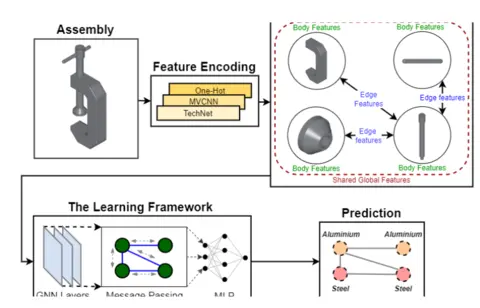 Assembly
Feature Encoding
One-Hot
MVCNN
TechNet
Body Features
Body Features
Edge
Features
Edge features
Edge
features
Body Features
Body Features
Shared Global Features
The Learning Framework
GNN Layers
Message Passing
MLP
Prediction
Aluminium
Aluminium
Steel
Steel